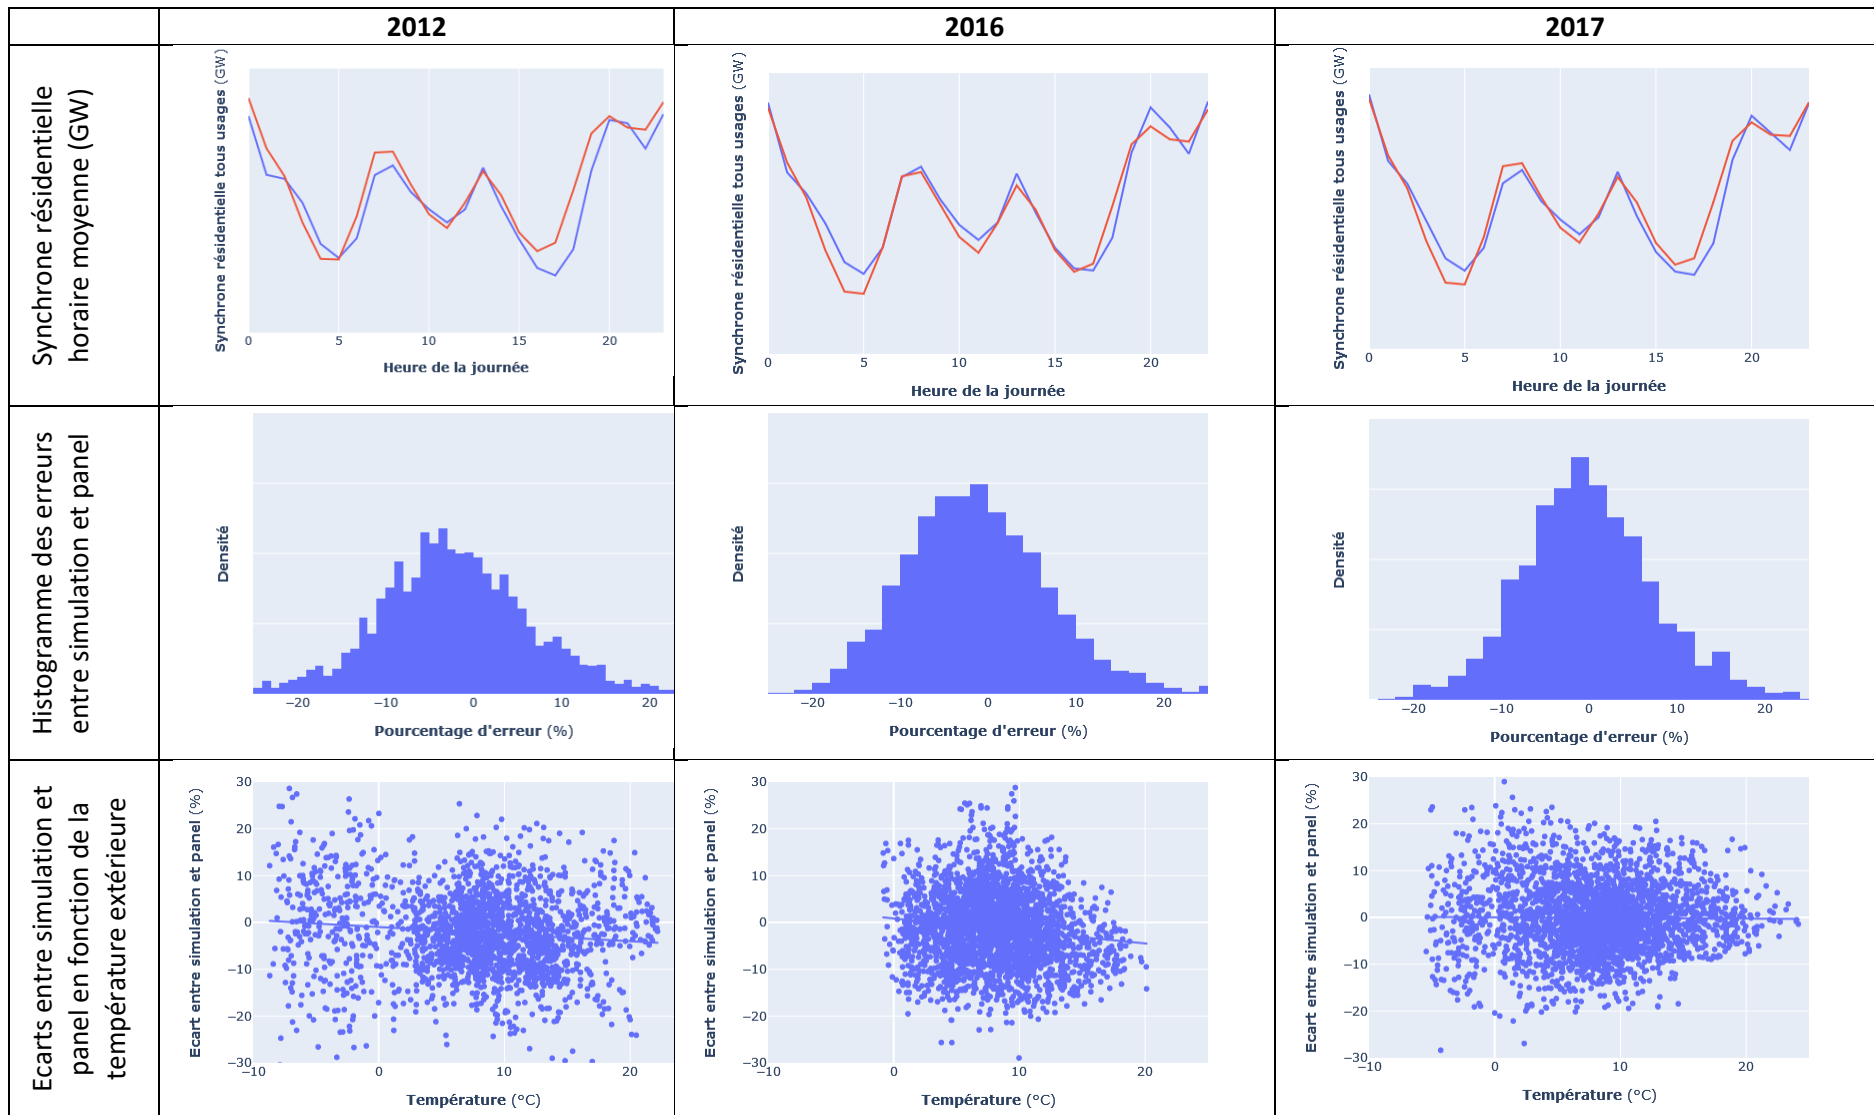 2012
2016
2017
Synchrone résidentielle
horaire moyenne (GW)
Synchrone résidentielle tous usages (GW)
0 5 10 15 20
Heure de la journée
Synchrone résidentielle tous usages (GW)
0 5 10 15 20
Heure de la journée
Synchrone résidentielle tous usages (GW)
0 5 10 15 20
Heure de la journée
Histogramme des erreurs
entre simulation et panel
Densité
−20 −10 0 10 20
Pourcentage d'erreur (%)
Densité
−20 −10 0 10 20
Pourcentage d'erreur (%)
Densité
−20 −10 0 10 20
Pourcentage d'erreur (%)
Ecarts entre simulation et
panel en fonction de la
température extérieure
Ecart entre simulation et panel (%)
30
20
10
0
−10
−20
−30
−10 0 10 20
Température (°C)
Ecart entre simulation et panel (%)
30
20
10
0
−10
−20
−30
−10 0 10 20
Température (°C)
Ecart entre simulation et panel (%)
30
20
10
0
−10
−20
−30
−10 0 10 20
Température (°C)